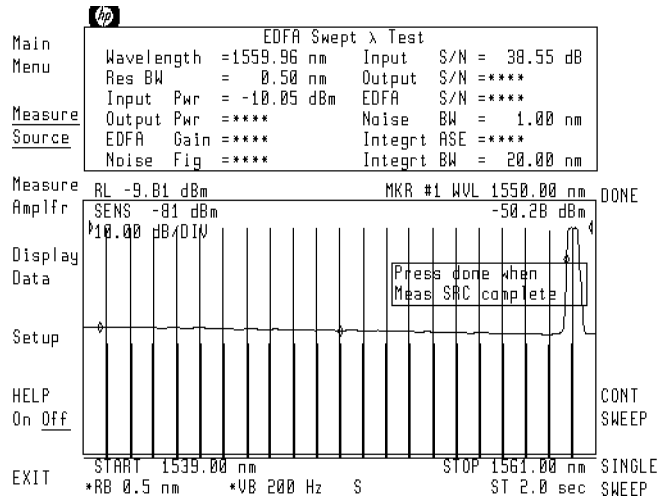 hp
EDFA Swept λ Test
Wavelength =1559.96 nm Input S/N = 38.55 dB
Res BW = 0.50 nm Output S/N =****
Input Pwr = -10.05 dBm EDFA S/N =****
Output Pwr =**** Noise BW = 1.00 nm
EDFA Gain =**** Integrt ASE =****
Noise Fig =**** Integrt BW = 20.00 nm
Main
Menu
Measure
Source
Measure
Amplfr
Display
Data
Setup
HELP
On Off
EXIT
RL -9.81 dBm MKR #1 WVL 1550.00 nm
SENS -81 dBm -50.28 dBm
10.00 dB/DIV
Press done when
Meas SRC complete
START 1539.00 nm STOP 1561.00 nm
*RB 0.5 nm *VB 200 Hz S ST 2.0 sec
DONE
CONT
SWEEP
SINGLE
SWEEP